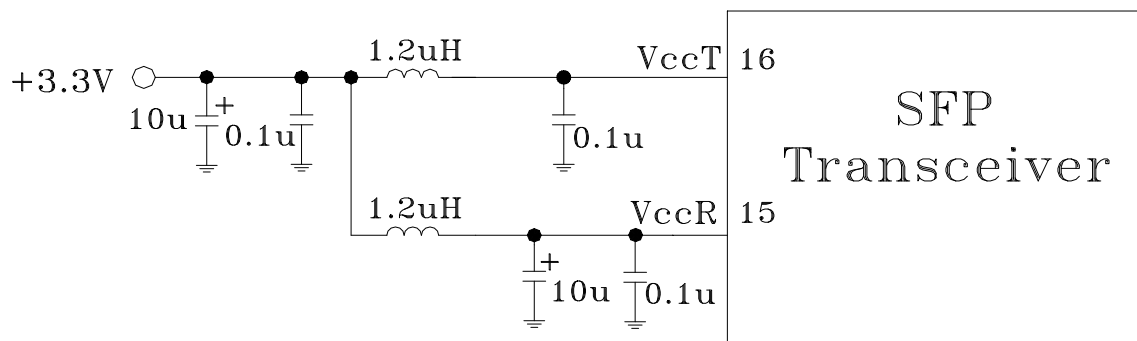 1.2uH
VccT 16
+3.3V
+
10u 0.1u
0.1u
SFP
Transceiver
1.2uH
VccR 15
+
10u 0.1u